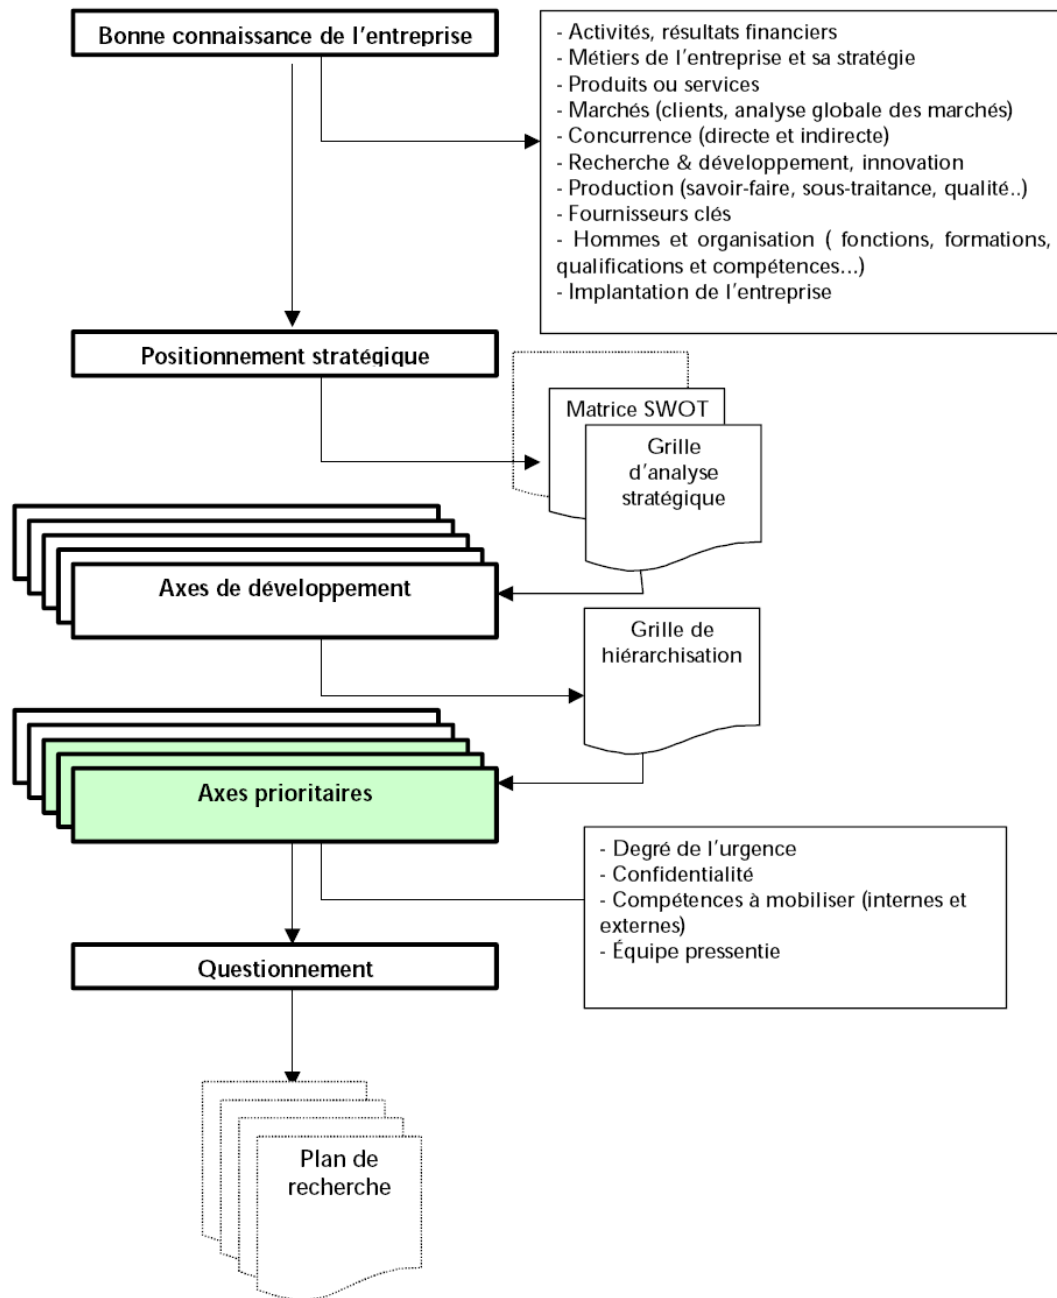 Bonne connaissance de l'entreprise
- Activités, résultats financiers
- Métiers de l'entreprise et sa stratégie
- Produits ou services
- Marchés (clients, analyse globale des marchés)
- Concurrence (directe et indirecte)
- Recherche & développement, innovation
- Production (savoir-faire, sous-traitance, qualité..)
- Fournisseurs clés
- Hommes et organisation ( fonctions, formations,
qualifications et compétences...)
- Implantation de l'entreprise
Positionnement stratégique
Matrice SWOT
Grille
d'analyse
stratégique
Axes de développement
Grille de
hiérarchisation
Axes prioritaires
- Degré de l'urgence
- Confidentialité
- Compétences à mobiliser (internes et
externes)
- Équipe pressentie
Questionnement
Plan de
recherche